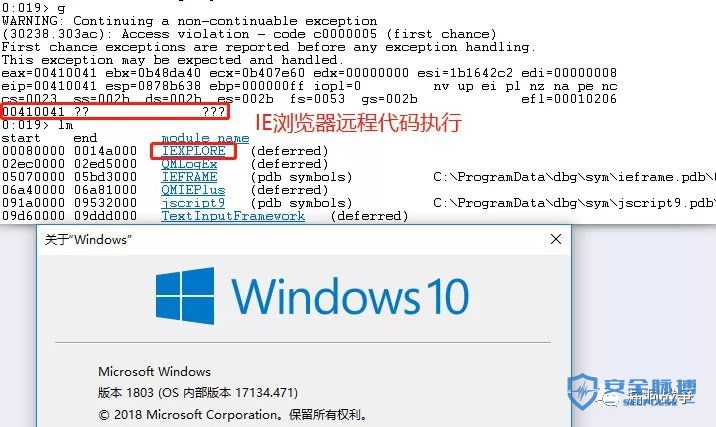 0:019> g
WARNING: Continuing a non-continuable exception
(30238.303ac): Access violation - code c0000005 (first chance)
First chance exceptions are reported before any exception handling.
This exception may be expected and handled.
eax=00410041 ebx=0b48da40 ecx=0b407e60 edx=00000000 esi=1b1642c2 edi=00000008
eip=00410041 esp=0878b638 ebp=000000ff iopl=0 nv up ei pl nz na pe nc
cs=0023 ss=002b ds=002b es=002b fs=0053 gs=002b efl=00010206
00410041 ?? ???
0:019> lm
IE浏览器远程代码执行
start end module name
00080000 0014a000 IEXPLORE (deferred)
02ec0000 02ed5000 QMLogEx (deferred)
05070000 05bd3000 IEFRAME (pdb symbols) C:\ProgramData\dbg\sym\ieframe.pdb\
06a40000 06a81000 QMIEPlus (deferred)
091a0000 09532000 jscript9 (pdb symbols) C:\ProgramData\dbg\sym\jscript9.pdb\
09d60000 09ddd000 TextInputFramework (deferred)
关于“Windows”
Windows 10
Microsoft Windows
版本 1803 (OS 内部版本 17134.471)
© 2018 Microsoft Corporation。保留所有权利。
安全脉搏